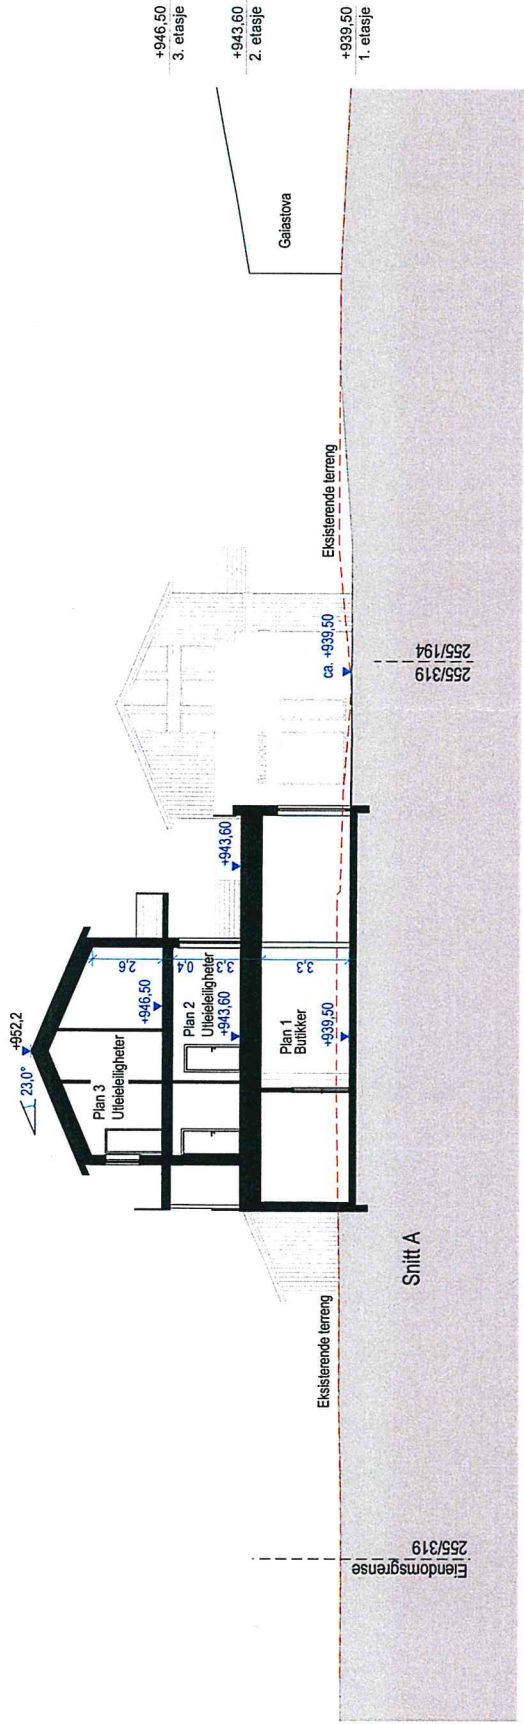 +952,2
23,0°
Plan 3
Utleieleiligheter
2,6
+946,50
0,4
Plan 2
Utleieleiligheter
3,3
+943,60
+943,60
Plan 1
Butikker
3,3
+939,50
Eksisterende terreng
Snitt A
Eiendomsgrense
255/319
ca. +939,50
Eksisterende terreng
255/319
255/194
Gaiastova
+946,50
3. etasje
+943,60
2. etasje
+939,50
1. etasje